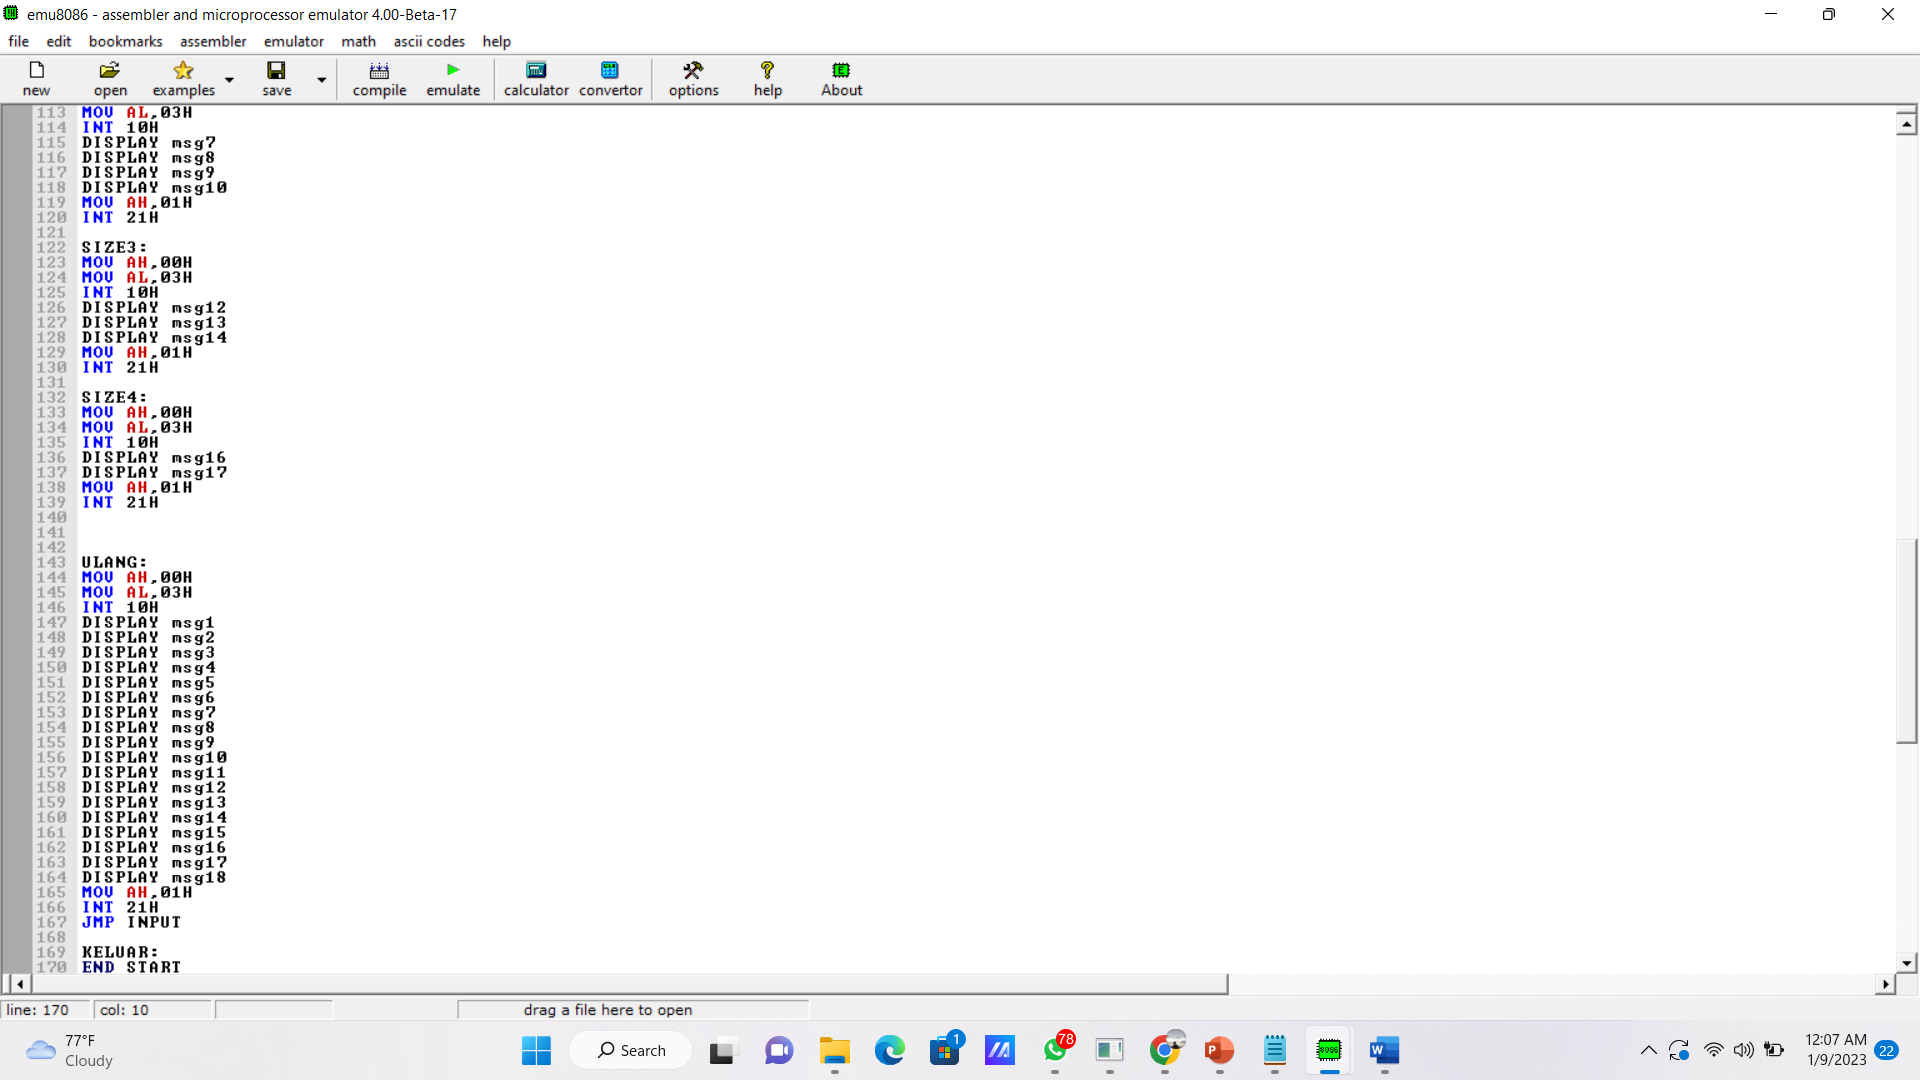 emu8086 - assembler and microprocessor emulator 4.00-Beta-17
file edit bookmarks assembler emulator math ascii codes help
new open examples save compile emulate calculator convertor options help About
113 MOV AL,03H
114 INT 10H
115 DISPLAY msg7
116 DISPLAY msg8
117 DISPLAY msg9
118 DISPLAY msg10
119 MOV AH,01H
120 INT 21H
121
122 SIZE3:
123 MOV AH,00H
124 MOV AL,03H
125 INT 10H
126 DISPLAY msg12
127 DISPLAY msg13
128 DISPLAY msg14
129 MOV AH,01H
130 INT 21H
131
132 SIZE4:
133 MOV AH,00H
134 MOV AL,03H
135 INT 10H
136 DISPLAY msg16
137 DISPLAY msg17
138 MOV AH,01H
139 INT 21H
140
141
142
143 ULANG:
144 MOV AH,00H
145 MOV AL,03H
146 INT 10H
147 DISPLAY msg1
148 DISPLAY msg2
149 DISPLAY msg3
150 DISPLAY msg4
151 DISPLAY msg5
152 DISPLAY msg6
153 DISPLAY msg7
154 DISPLAY msg8
155 DISPLAY msg9
156 DISPLAY msg10
157 DISPLAY msg11
158 DISPLAY msg12
159 DISPLAY msg13
160 DISPLAY msg14
161 DISPLAY msg15
162 DISPLAY msg16
163 DISPLAY msg17
164 DISPLAY msg18
165 MOV AH,01H
166 INT 21H
167 JMP INPUT
168
169 KELUAR:
170 END START
line: 170 col: 10 drag a file here to open
77°F
Cloudy
Search
1
78
12:07 AM
1/9/2023
22